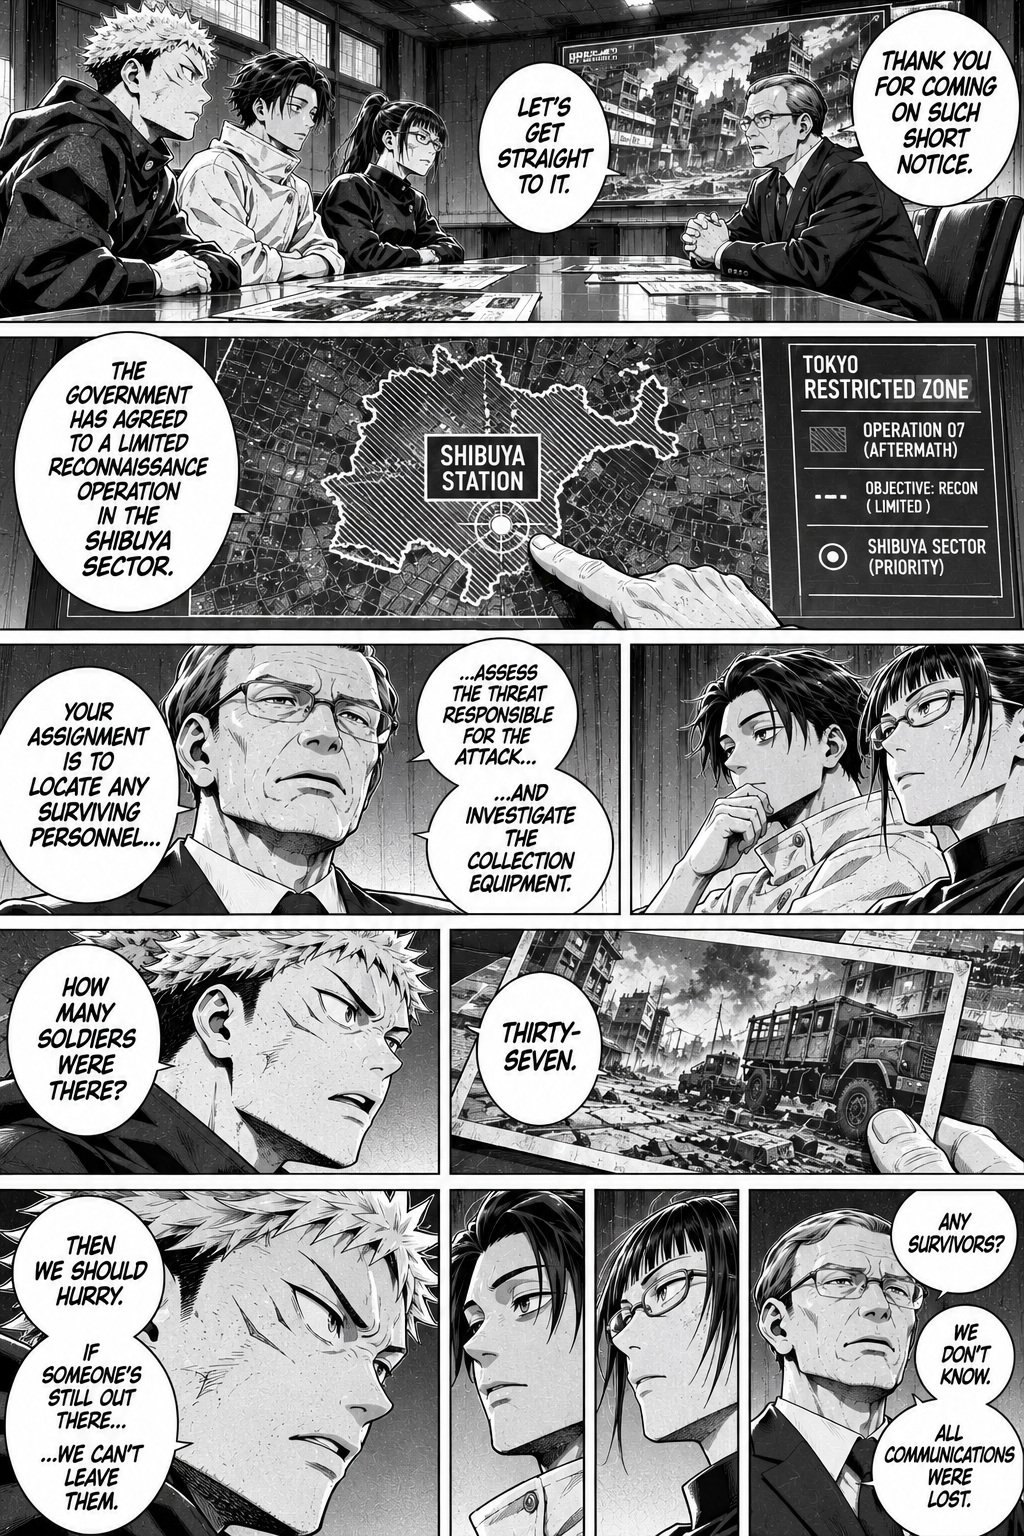 THANK YOU
FOR COMING
ON SUCH
SHORT
NOTICE.
LET'S
GET
STRAIGHT
TO IT.
THE
GOVERNMENT
HAS AGREED
TO A LIMITED
RECONNAISSANCE
OPERATION
IN THE
SHIBUYA
SECTOR.
SHIBUYA
STATION
TOKYO
RESTRICTED ZONE
OPERATION 07
(AFTERMATH)
OBJECTIVE: RECON
( LIMITED )
SHIBUYA SECTOR
(PRIORITY)
YOUR
ASSIGNMENT
IS TO
LOCATE ANY
SURVIVING
PERSONNEL...
...ASSESS
THE THREAT
RESPONSIBLE
FOR THE
ATTACK...
...AND
INVESTIGATE
THE
COLLECTION
EQUIPMENT.
HOW
MANY
SOLDIERS
WERE
THERE?
THIRTY-
SEVEN.
THEN
WE SHOULD
HURRY.
IF
SOMEONE'S
STILL OUT
THERE...
...WE CAN'T
LEAVE
THEM.
ANY
SURVIVORS?
WE
DON'T
KNOW.
ALL
COMMUNICATIONS
WERE
LOST.